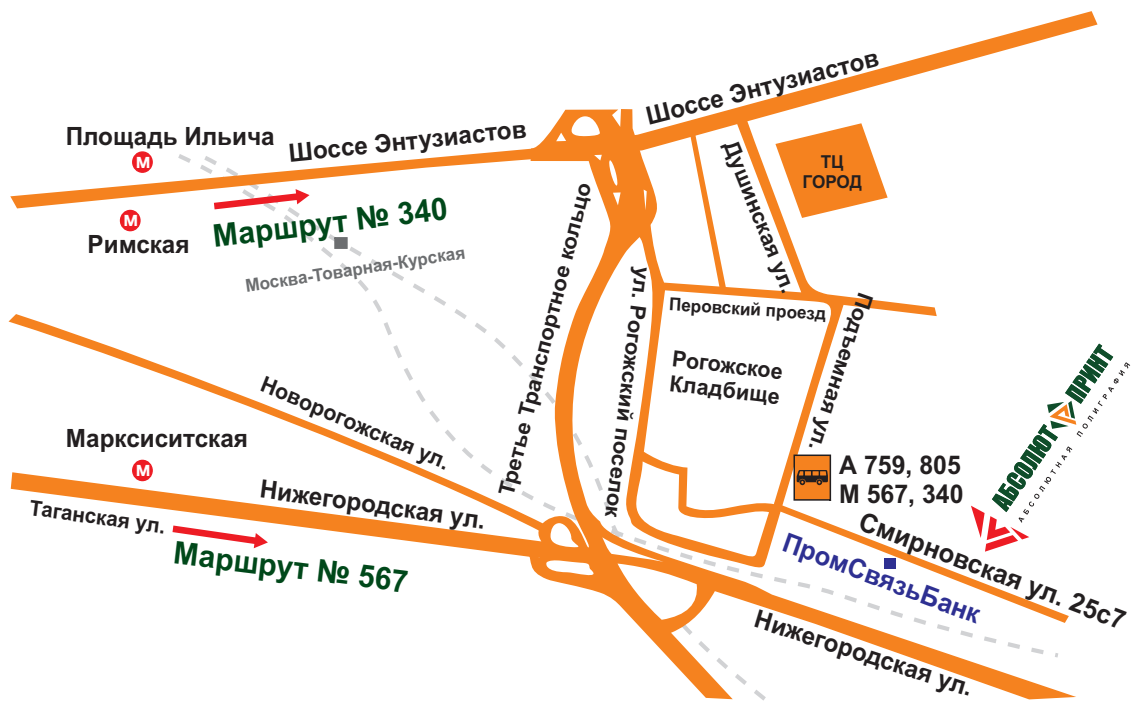 Шоссе Энтузиастов
Площадь Ильича
М
Шоссе Энтузиастов
ТЦ
ГОРОД
Душинская ул.
М
Римская
Маршрут № 340
Москва-Товарная-Курская
Третье Транспортное кольцо
ул. Рогожский поселок
Перовский проезд
Подъемная ул.
Рогожское
Кладбище
АБСОЛЮТ ПРИНТ
АБСОЛЮТНАЯ ПОЛИГРАФИЯ
Новорогожская ул.
Марксиситская
М
А 759, 805
М 567, 340
Нижегородская ул.
Таганская ул.
Маршрут № 567
Смирновская ул. 25с7
ПромСвязьБанк
Нижегородская ул.